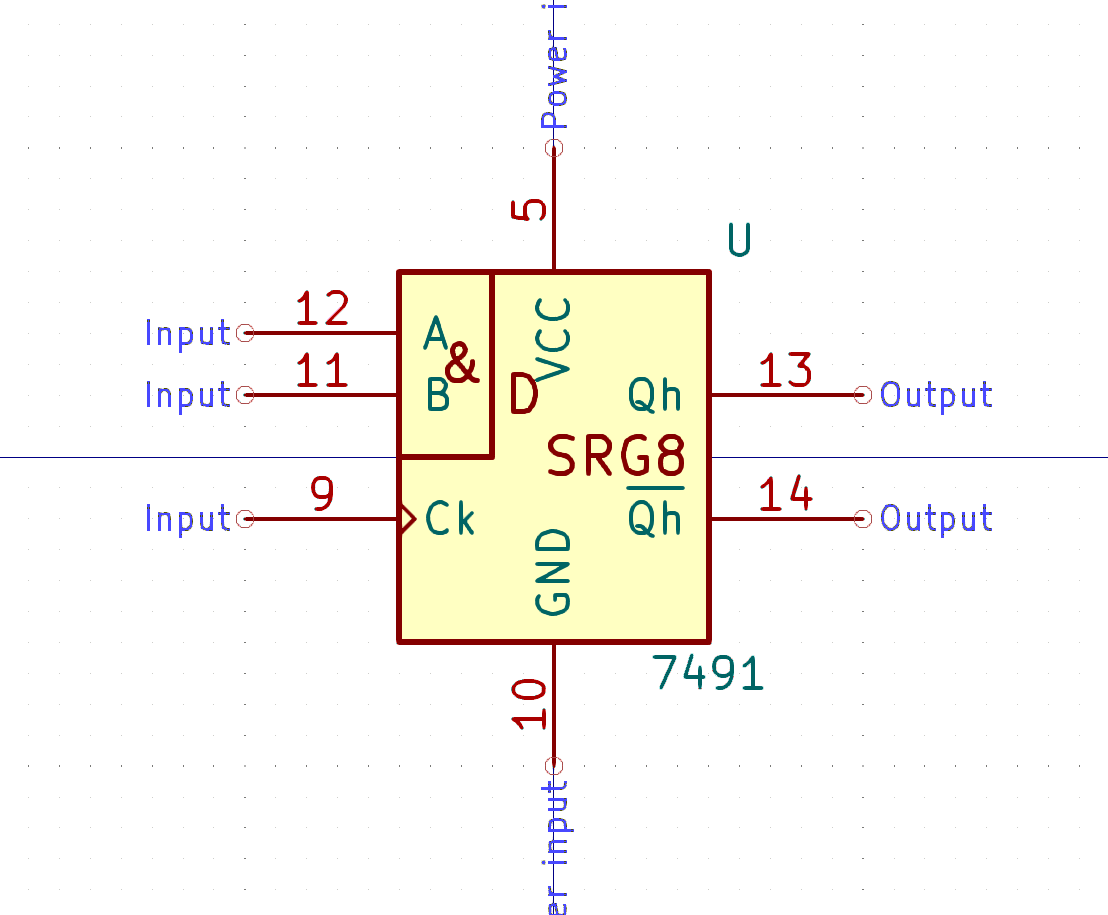 Power i
5
U
12
Input
A
VCC
&
11
13
Input
B
D
Qh
Output
SRG8
9
14
Input
Ck
Qh
Output
GND
7491
10
er input